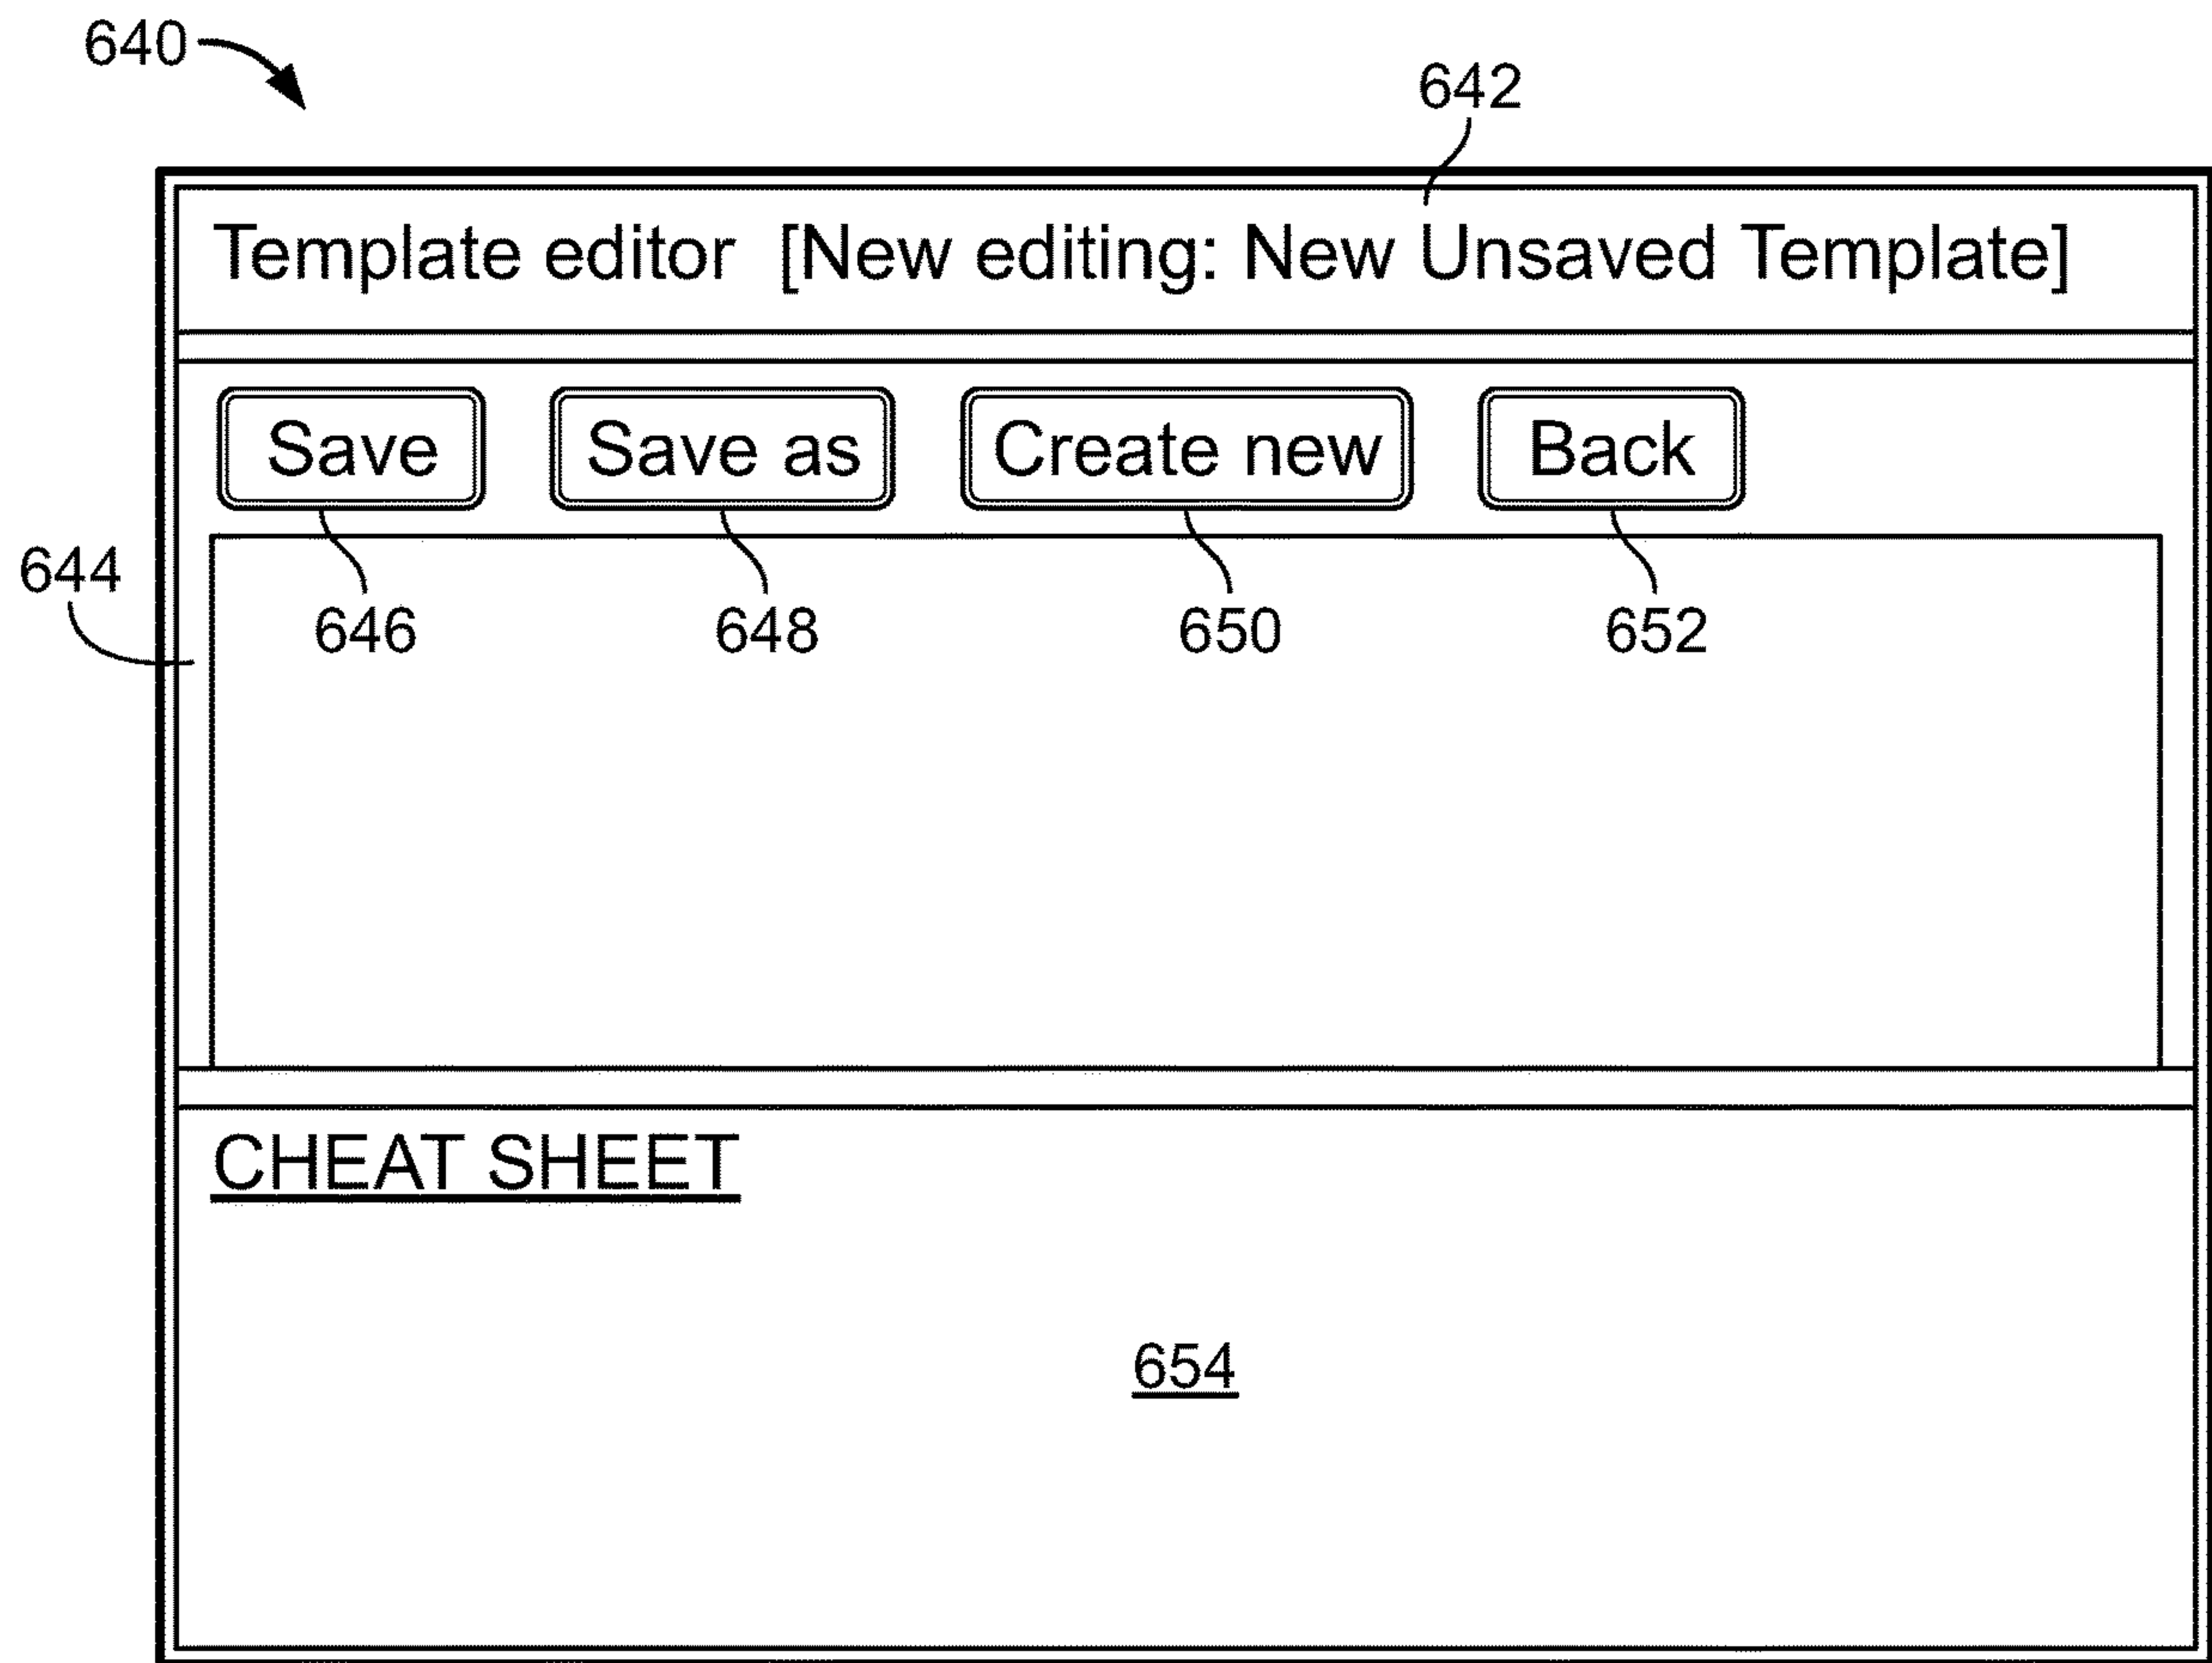 640
642
Template editor [New editing: New Unsaved Template]
Save Save as Create new Back
644
646 648 650 652
CHEAT SHEET
654